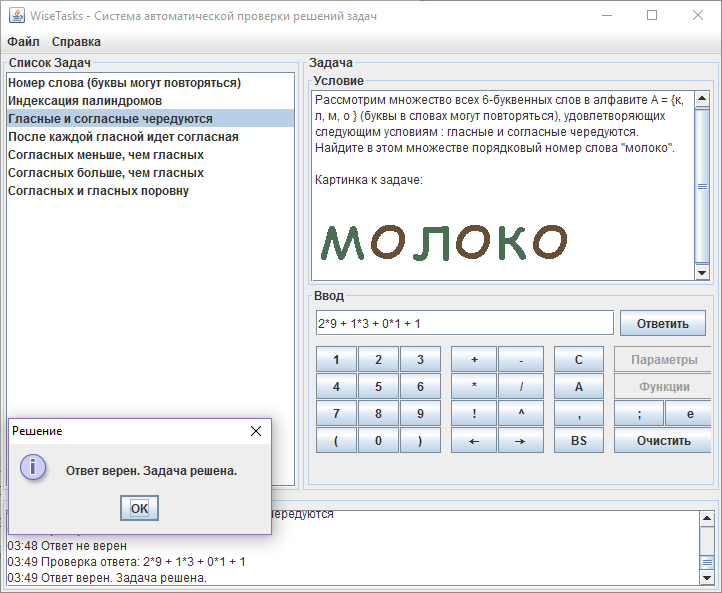 WiseTasks - Система автоматической проверки решений задач
Файл Справка
Список Задач
Номер слова (буквы могут повторяться)
Индексация палиндромов
Гласные и согласные чередуются
После каждой гласной идет согласная
Согласных меньше, чем гласных
Согласных больше, чем гласных
Согласных и гласных поровну
Задача
Условие
Рассмотрим множество всех 6-буквенных слов в алфавите A = {к,
л, м, о } (буквы в словах могут повторяться), удовлетворяющих
следующим условиям : гласные и согласные чередуются.
Найдите в этом множестве порядковый номер слова "молоко".
Картинка к задаче:
молоко
Ввод
2*9 + 1*3 + 0*1 + 1
Ответить
1 2 3 + - C Параметры
4 5 6 * / A Функции
7 8 9 ! ^ , ; e
( 0 ) ← → BS Очистить
Решение
Ответ верен. Задача решена.
OK
чередуются
03:48 Ответ не верен
03:49 Проверка ответа: 2*9 + 1*3 + 0*1 + 1
03:49 Ответ верен. Задача решена.